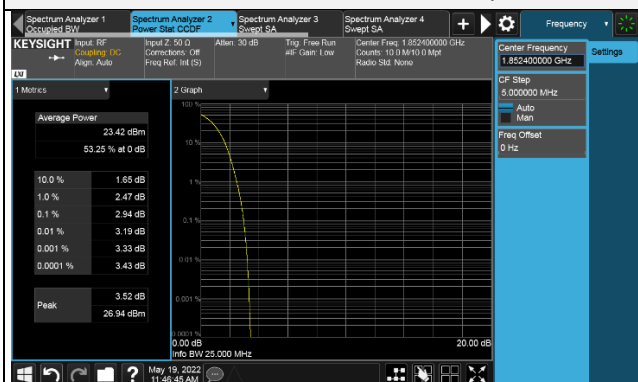 Spectrum Analyzer 1
Occupied BW
Spectrum Analyzer 2
Power Stat CCDF
Spectrum Analyzer 3
Swept SA
Spectrum Analyzer 4
Swept SA
+
Frequency
KEYSIGHT
Input: RF
Coupling: DC
Align: Auto
Input Z: 50 Ω
Corrections: Off
Freq Ref: Int (S)
Atten: 30 dB
Trig: Free Run
#IF Gain: Low
Center Freq: 1.852400000 GHz
Counts: 10.0 M/10.0 Mpt
Radio Std: None
LXI
Center Frequency
1.852400000 GHz
Settings
CF Step
5.000000 MHz
Auto
Man
Freq Offset
0 Hz
1 Metrics
2 Graph
Average Power
23.42 dBm
53.25 % at 0 dB
10.0 % 1.65 dB
1.0 % 2.47 dB
0.1 % 2.94 dB
0.01 % 3.19 dB
0.001 % 3.33 dB
0.0001 % 3.43 dB
Peak
3.52 dB
26.94 dBm
100 %
10 %
1 %
0.1 %
0.01 %
0.001 %
0.0001 %
0.00 dB
20.00 dB
Info BW 25.000 MHz
?
May 19, 2022
11:46:45 AM